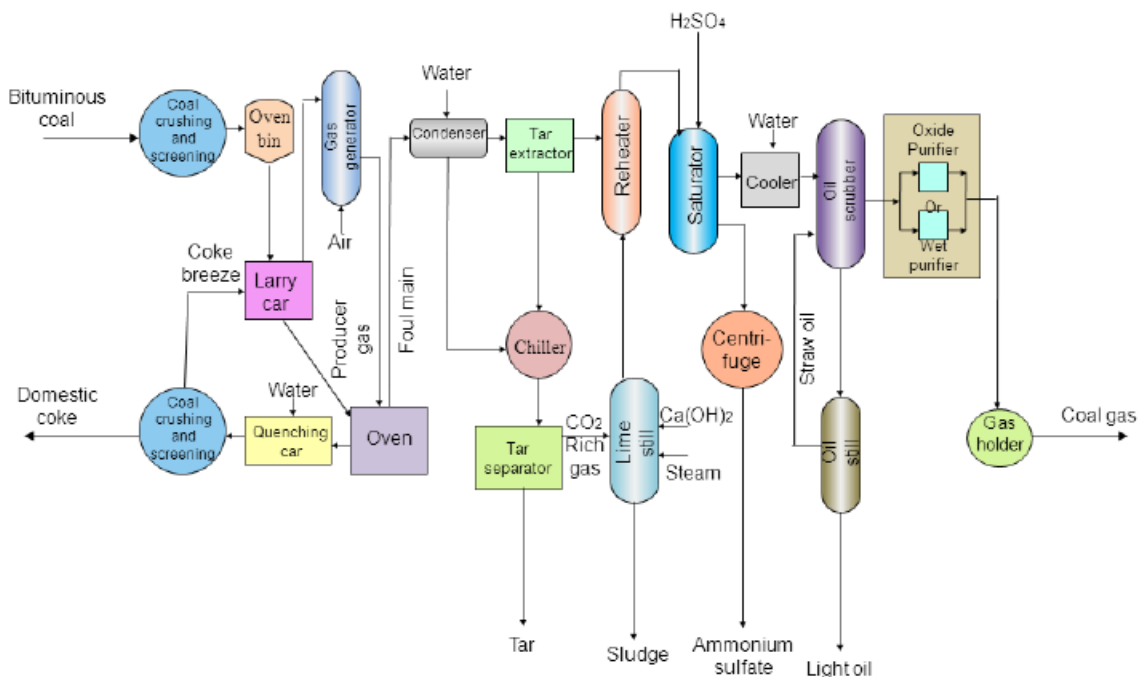 H₂SO₄
Water
Bituminous
coal
Coal
crushing
and
screening
Oven
bin
Gas
generator
Condenser
Tar
extractor
Reheater
Saturator
Water
Cooler
Oil
scrubber
Oxide
Purifier
Or
Wet
purifier
Air
Coke
breeze
Larry
car
Producer
gas
Foul main
Chiller
Centri-
fuge
Straw oil
Domestic
coke
Coal
crushing
and
screening
Water
Quenching
car
Oven
Tar
separator
CO₂
Rich
gas
Lime
still
Ca(OH)₂
Steam
Oil
still
Gas
holder
Coal gas
Tar
Sludge
Ammonium
sulfate
Light oil